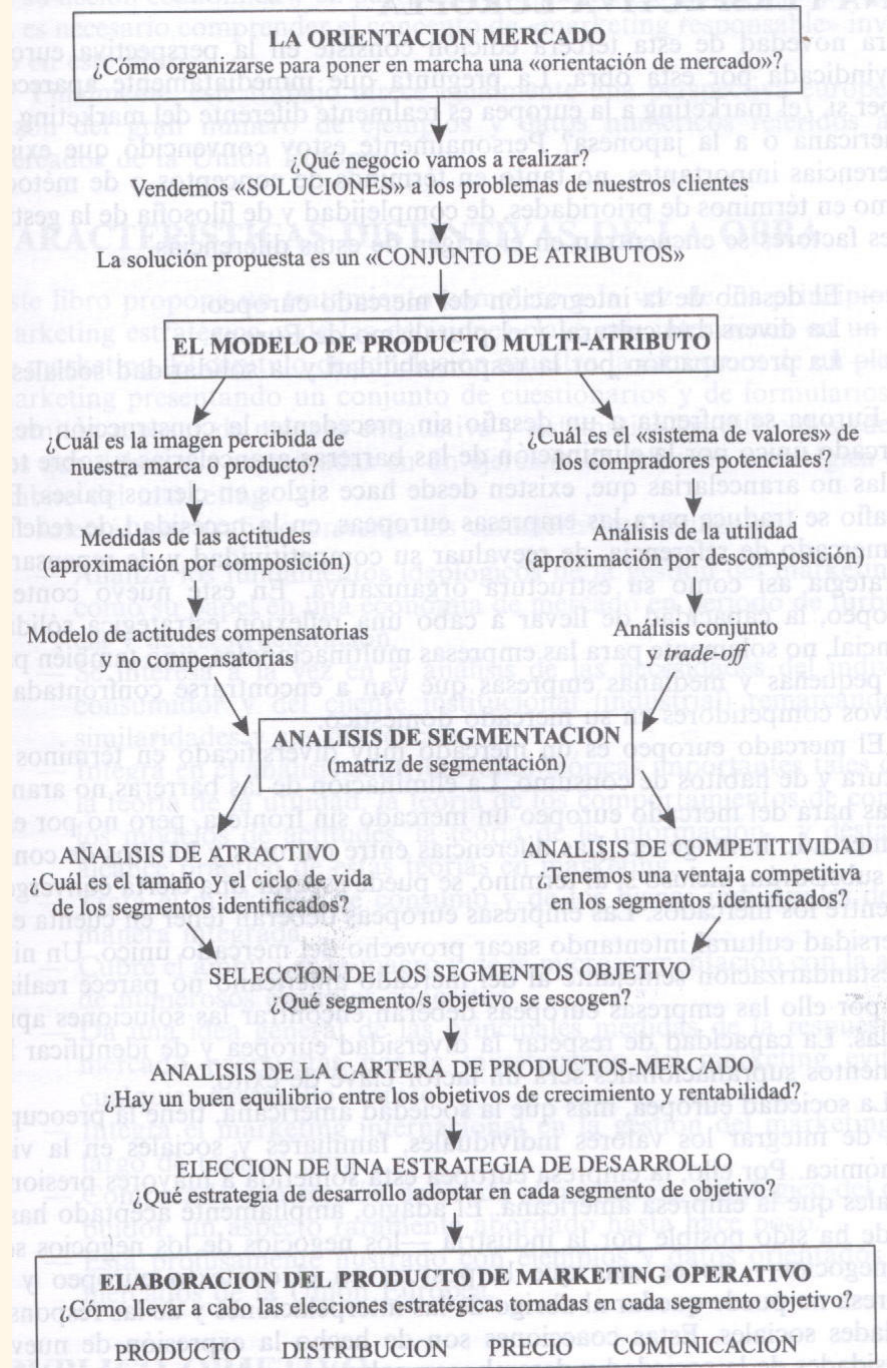 LA ORIENTACION MERCADO
¿Cómo organizarse para poner en marcha una «orientación de mercado»?
¿Qué negocio vamos a realizar?
Vendemos «SOLUCIONES» a los problemas de nuestros clientes
La solución propuesta es un «CONJUNTO DE ATRIBUTOS»
EL MODELO DE PRODUCTO MULTI-ATRIBUTO
¿Cuál es la imagen percibida de
nuestra marca o producto?
¿Cuál es el «sistema de valores» de
los compradores potenciales?
Medidas de las actitudes
(aproximación por composición)
Análisis de la utilidad
(aproximación por descomposición)
Modelo de actitudes compensatorias
y no compensatorias
Análisis conjunto
y trade-off
ANALISIS DE SEGMENTACION
(matriz de segmentación)
ANALISIS DE ATRACTIVO
¿Cuál es el tamaño y el ciclo de vida
de los segmentos identificados?
ANALISIS DE COMPETITIVIDAD
¿Tenemos una ventaja competitiva
en los segmentos identificados?
SELECCION DE LOS SEGMENTOS OBJETIVO
¿Qué segmento/s objetivo se escogen?
ANALISIS DE LA CARTERA DE PRODUCTOS-MERCADO
¿Hay un buen equilibrio entre los objetivos de crecimiento y rentabilidad?
ELECCION DE UNA ESTRATEGIA DE DESARROLLO
¿Qué estrategia de desarrollo adoptar en cada segmento de objetivo?
ELABORACION DEL PRODUCTO DE MARKETING OPERATIVO
¿Cómo llevar a cabo las elecciones estratégicas tomadas en cada segmento objetivo?
PRODUCTO DISTRIBUCION PRECIO COMUNICACION